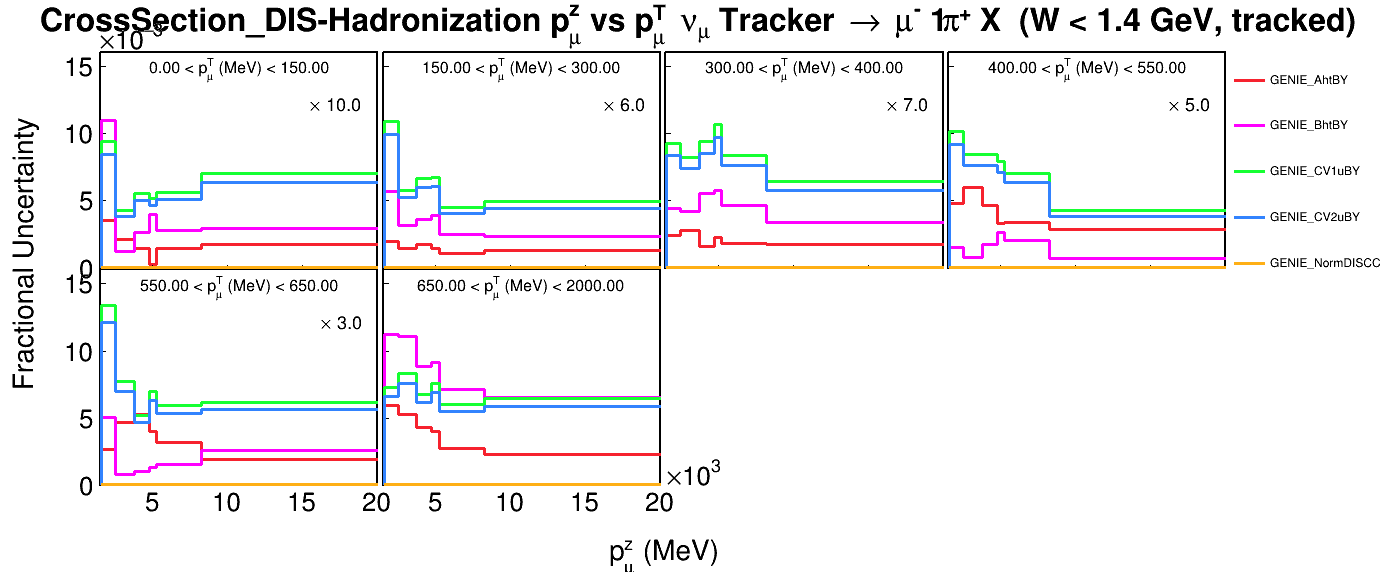 CrossSection_DIS-Hadronization p_μ^z vs p_μ^T ν_μ Tracker → μ^- 1π^+ X (W < 1.4 GeV, tracked)
×10^-3
0.00 < p_μ^T (MeV) < 150.00
× 10.0
150.00 < p_μ^T (MeV) < 300.00
× 6.0
300.00 < p_μ^T (MeV) < 400.00
× 7.0
400.00 < p_μ^T (MeV) < 550.00
× 5.0
GENIE_AhtBY
GENIE_BhtBY
GENIE_CV1uBY
GENIE_CV2uBY
GENIE_NormDISCC
15
10
5
0
Fractional Uncertainty
550.00 < p_μ^T (MeV) < 650.00
× 3.0
650.00 < p_μ^T (MeV) < 2000.00
15
10
5
0
5 10 15 20 5 10 15 20
×10^3
p_μ^z (MeV)